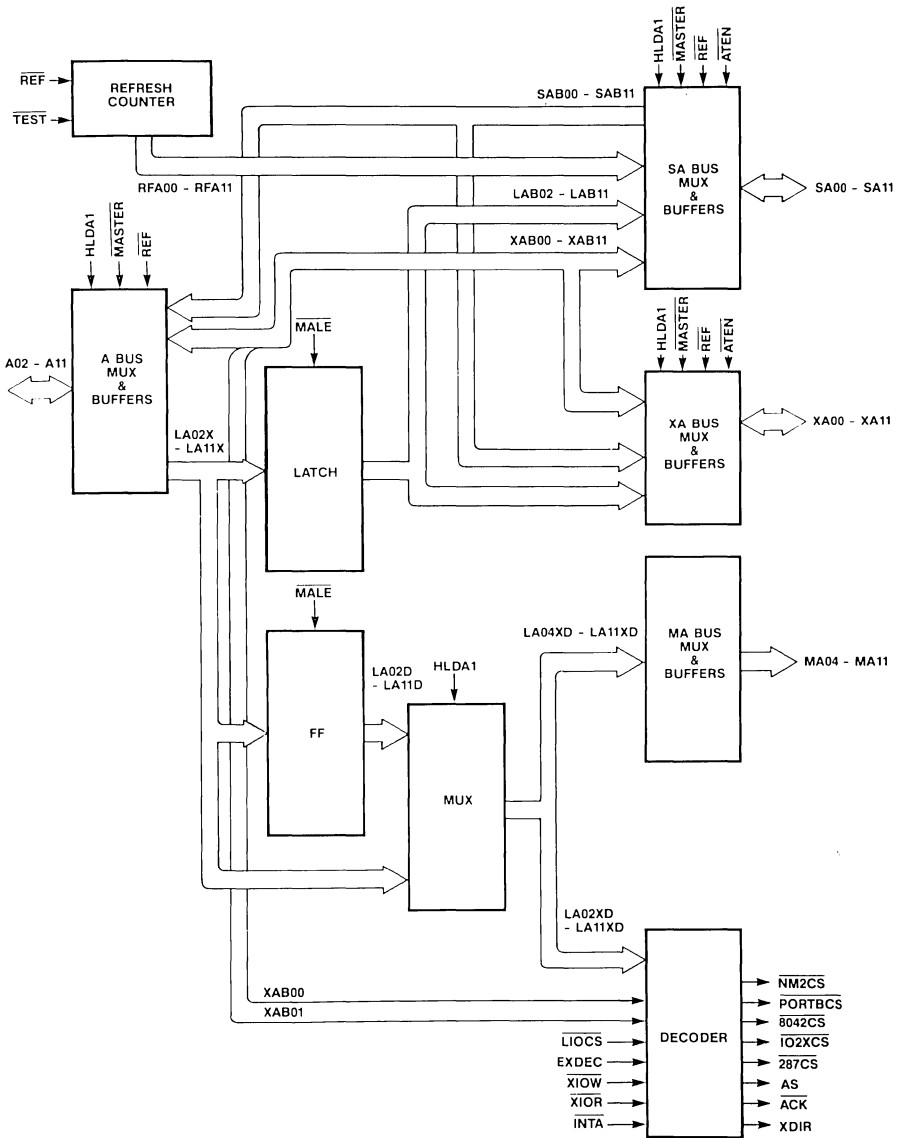 HLDA1
MASTER
REF
ATEN
REF
TEST
REFRESH
COUNTER
SAB00 - SAB11
RFA00 - RFA11
LAB02 - LAB11
XAB00 - XAB11
SA BUS
MUX
&
BUFFERS
SA00 - SA11
HLDA1
MASTER
REF
A02 - A11
A BUS
MUX
&
BUFFERS
LA02X
- LA11X
MALE
LATCH
HLDA1
MASTER
REF
ATEN
XA BUS
MUX
&
BUFFERS
XA00 - XA11
MALE
FF
LA02D
- LA11D
HLDA1
MUX
LA04XD - LA11XD
MA BUS
MUX
&
BUFFERS
MA04 - MA11
LA02XD
- LA11XD
XAB00
XAB01
LIOCS
EXDEC
XIOW
XIOR
INTA
DECODER
NM2CS
PORTBCS
8042CS
IO2XCS
287CS
AS
ACK
XDIR